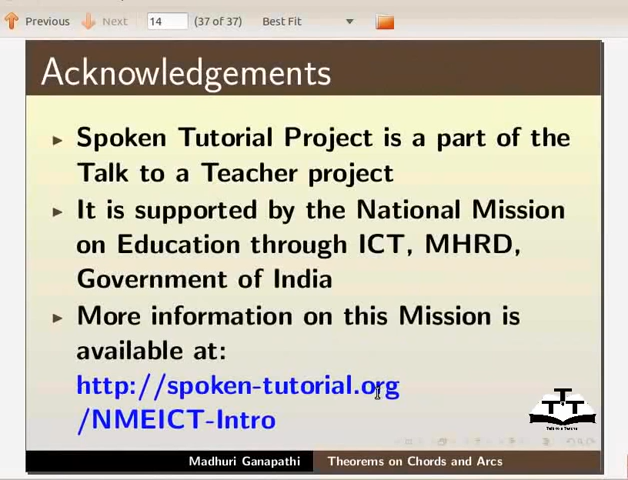 Previous Next 14 (37 of 37) Best Fit
Acknowledgements
Spoken Tutorial Project is a part of the
Talk to a Teacher project
It is supported by the National Mission
on Education through ICT, MHRD,
Government of India
More information on this Mission is
available at:
http://spoken-tutorial.org
/NMEICT-Intro
TTT
Madhuri Ganapathi Theorems on Chords and Arcs